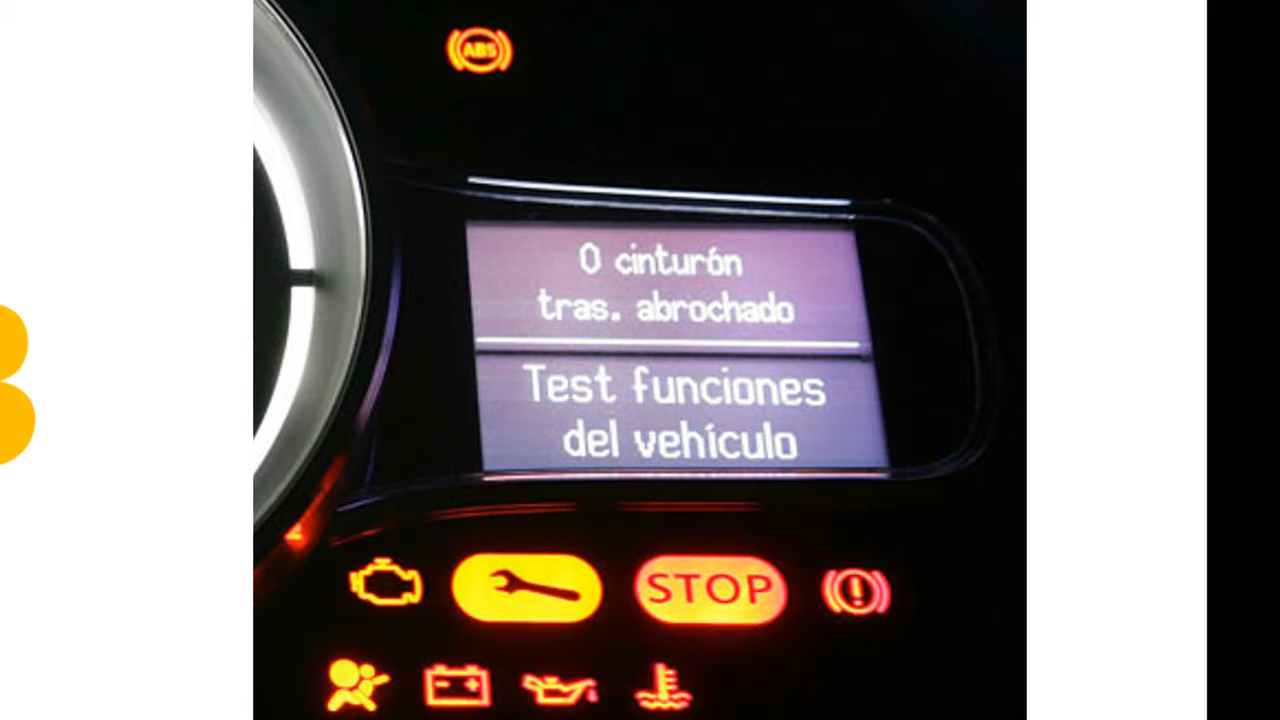 ABS
0 cinturón
tras. abrochado
Test funciones
del vehículo
STOP